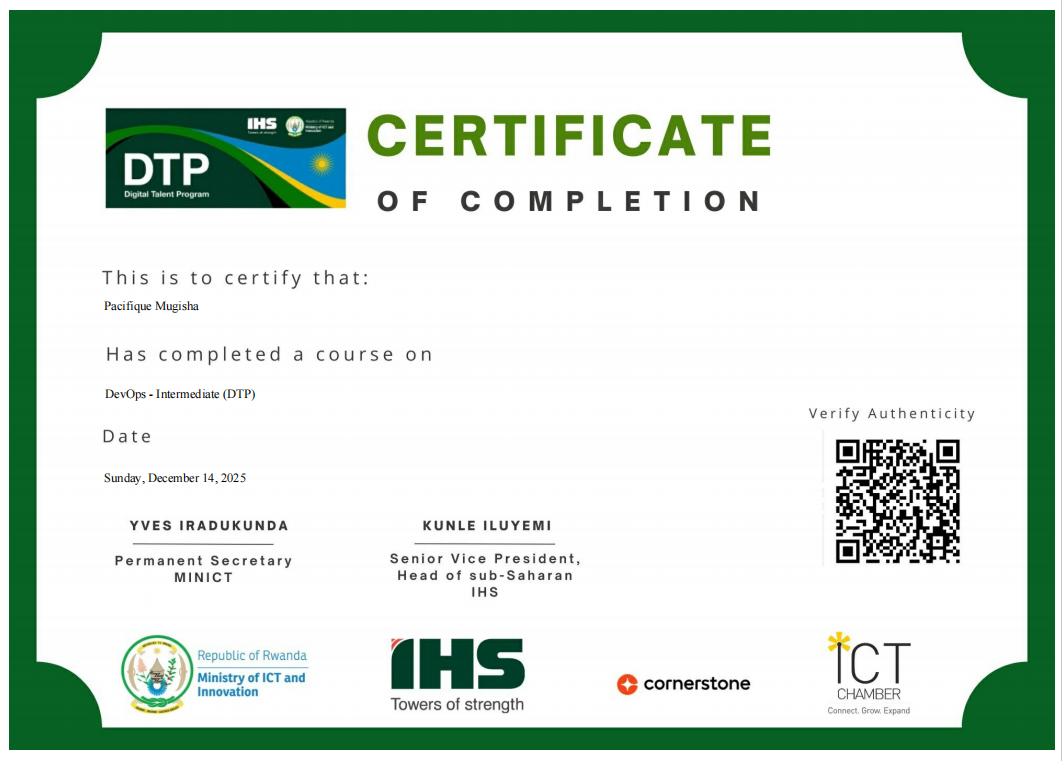 IHS
Towers of strength
Republic of Rwanda
Ministry of ICT and
Innovation
DTP
Digital Talent Program
CERTIFICATE
OF COMPLETION
This is to certify that:
Pacifique Mugisha
Has completed a course on
DevOps - Intermediate (DTP)
Date
Sunday, December 14, 2025
Verify Authenticity
YVES IRADUKUNDA
Permanent Secretary
MINICT
KUNLE ILUYEMI
Senior Vice President,
Head of sub-Saharan
IHS
Republic of Rwanda
Ministry of ICT and
Innovation
IHS
Towers of strength
cornerstone
ICT
CHAMBER
Connect. Grow. Expand